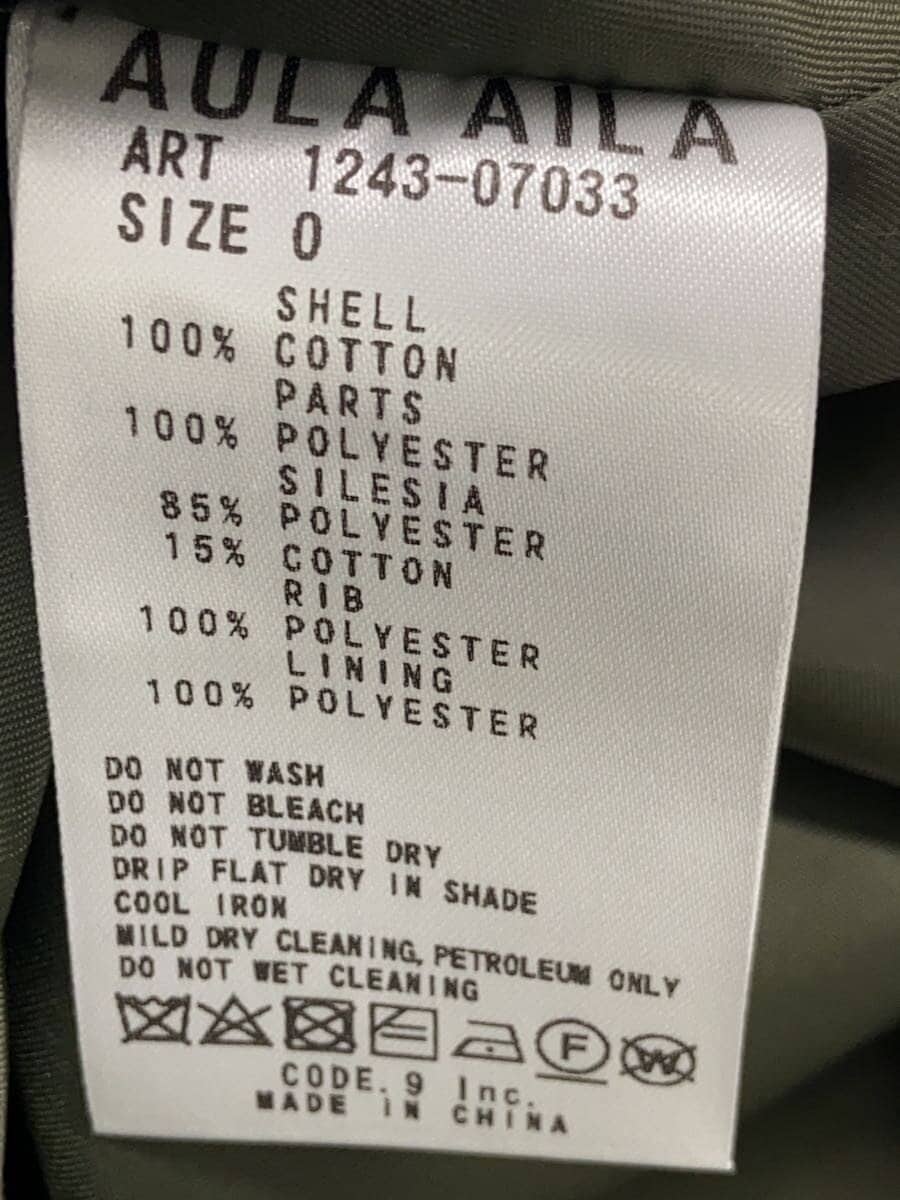 AULA AILA
ART 1243-07033
SIZE 0
SHELL
100% COTTON
PARTS
100% POLYESTER
SILESIA
85% POLYESTER
15% COTTON
RIB
100% POLYESTER
LINING
100% POLYESTER
DO NOT WASH
DO NOT BLEACH
DO NOT TUMBLE DRY
DRIP FLAT DRY IN SHADE
COOL IRON
MILD DRY CLEANING, PETROLEUM ONLY
DO NOT WET CLEANING
F W
CODE. 9 Inc.
MADE iN CHINA